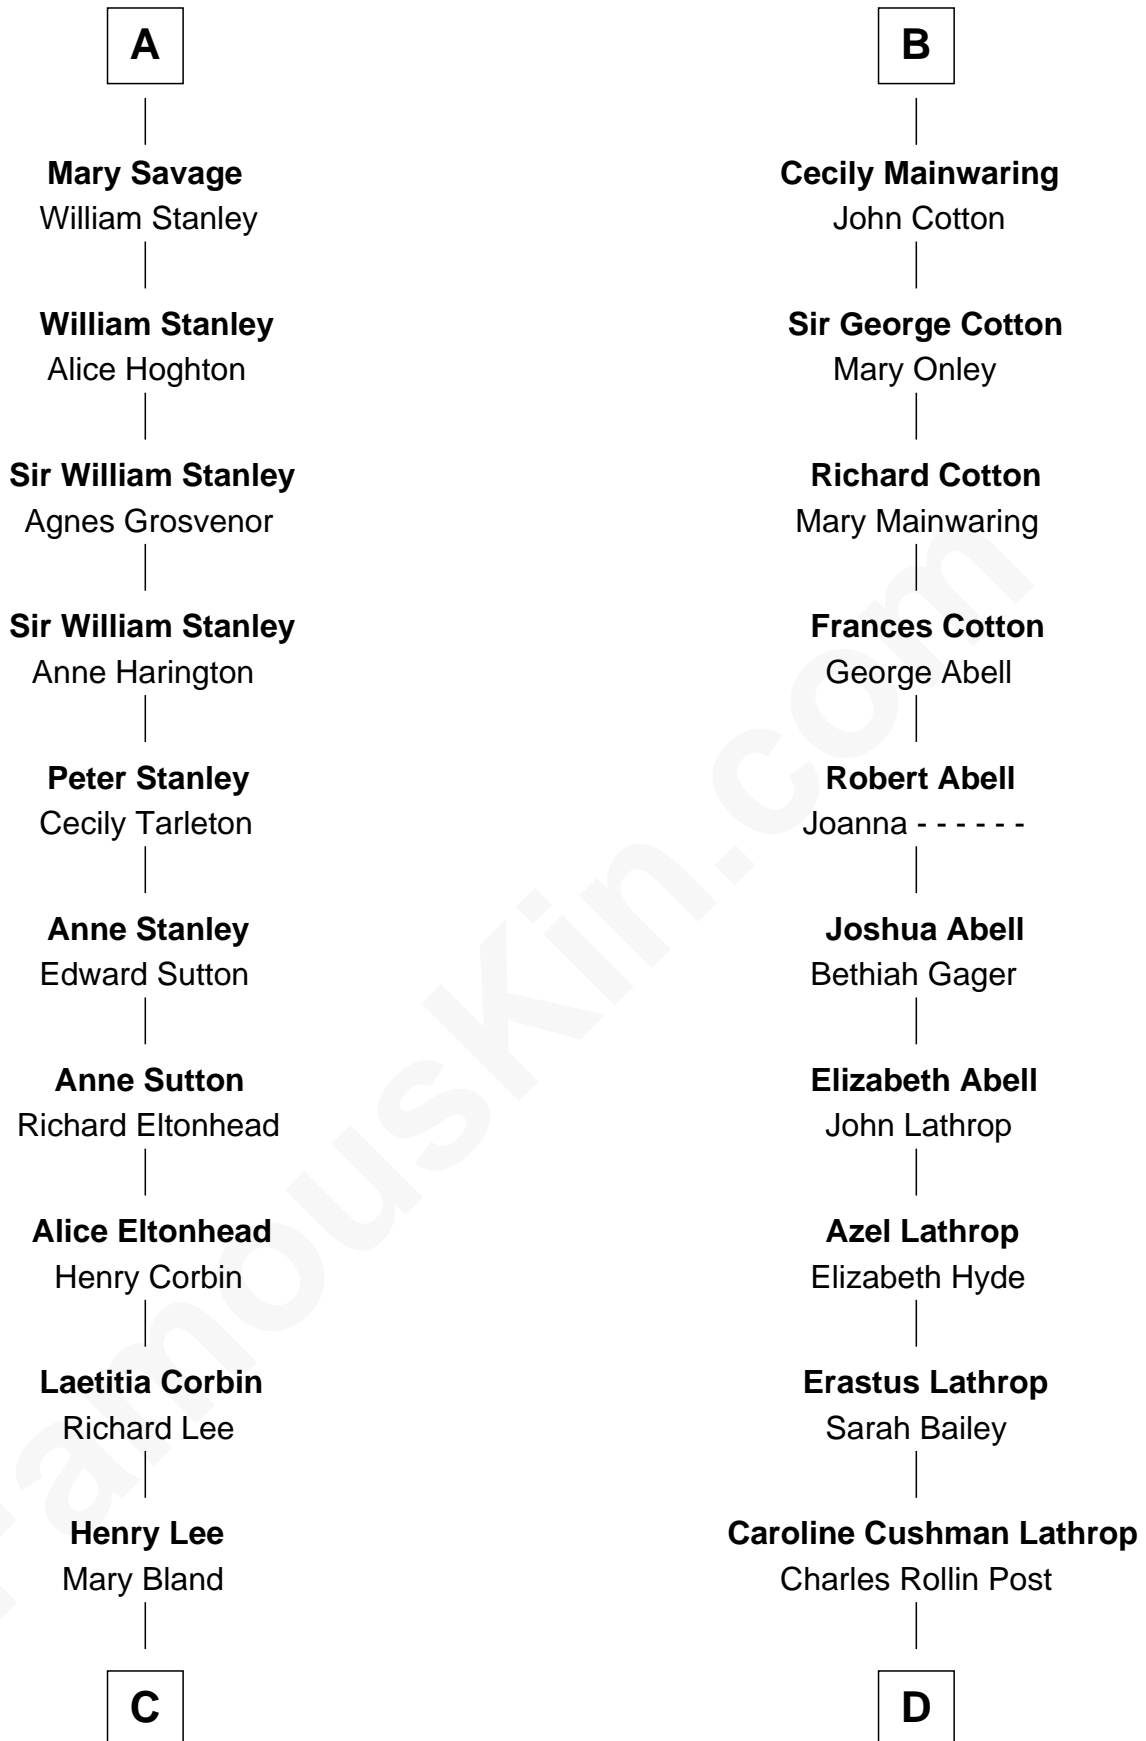 A
Mary Savage
William Stanley
William Stanley
Alice Hoghton
Sir William Stanley
Agnes Grosvenor
Sir William Stanley
Anne Harington
Peter Stanley
Cecily Tarleton
Anne Stanley
Edward Sutton
Anne Sutton
Richard Eltonhead
Alice Eltonhead
Henry Corbin
Laetitia Corbin
Richard Lee
Henry Lee
Mary Bland
C
B
Cecily Mainwaring
John Cotton
Sir George Cotton
Mary Onley
Richard Cotton
Mary Mainwaring
Frances Cotton
George Abell
Robert Abell
Joanna - - - - - -
Joshua Abell
Bethiah Gager
Elizabeth Abell
John Lathrop
Azel Lathrop
Elizabeth Hyde
Erastus Lathrop
Sarah Bailey
Caroline Cushman Lathrop
Charles Rollin Post
D
FamousKin.com